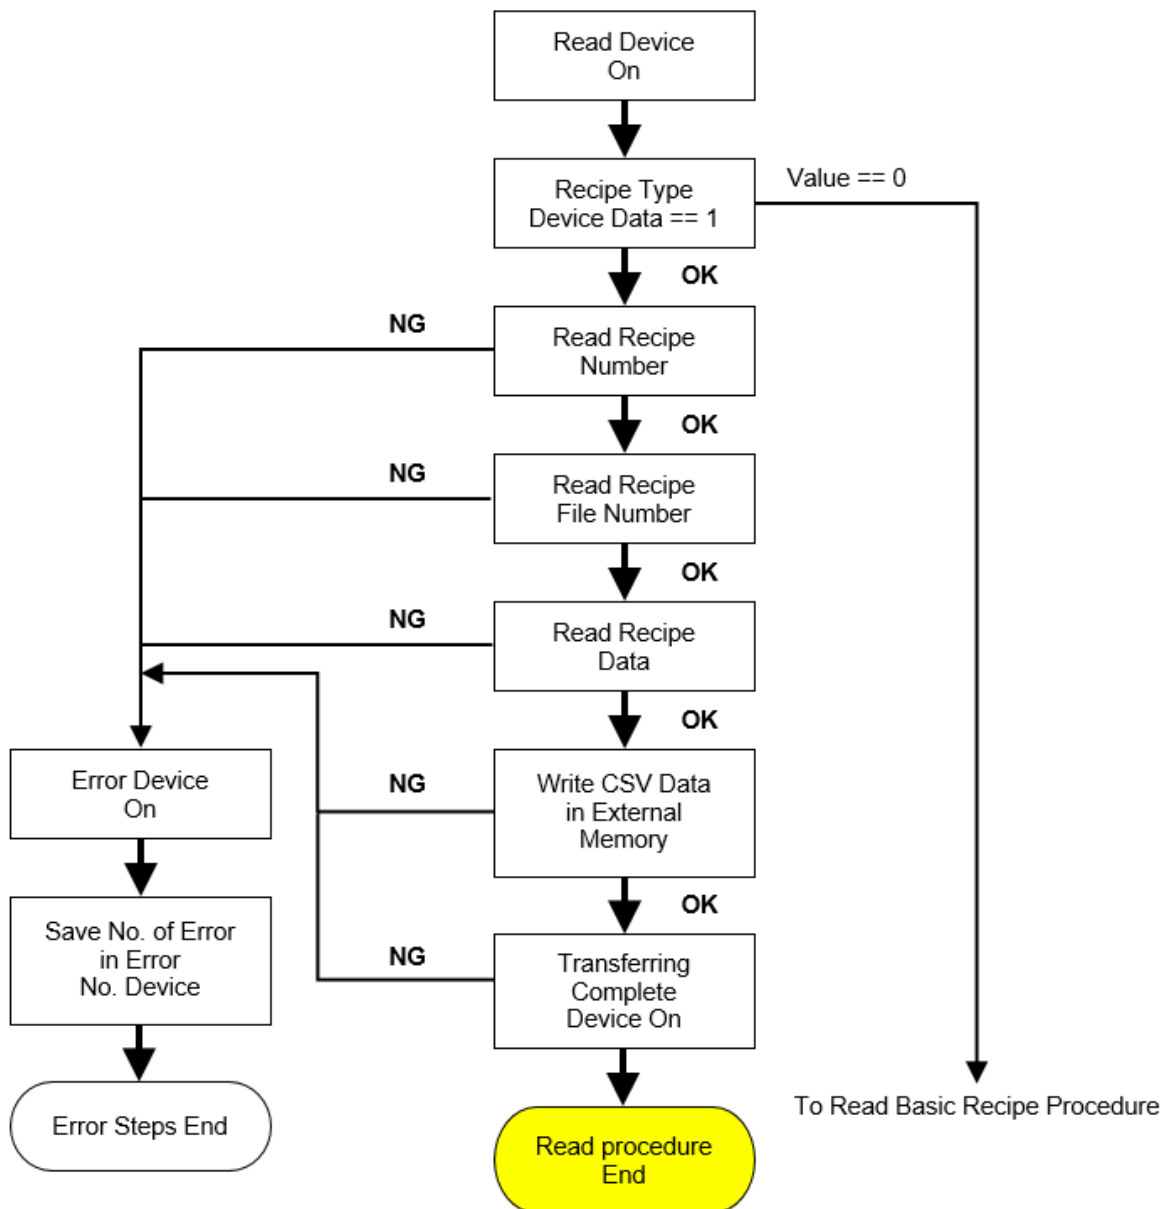 Read Device
On
Recipe Type
Device Data == 1
Value == 0
OK
NG
Read Recipe
Number
OK
NG
Read Recipe
File Number
OK
NG
Read Recipe
Data
OK
Error Device
On
NG
Write CSV Data
in External
Memory
OK
Save No. of Error
in Error
No. Device
NG
Transferring
Complete
Device On
Error Steps End
Read procedure
End
To Read Basic Recipe Procedure